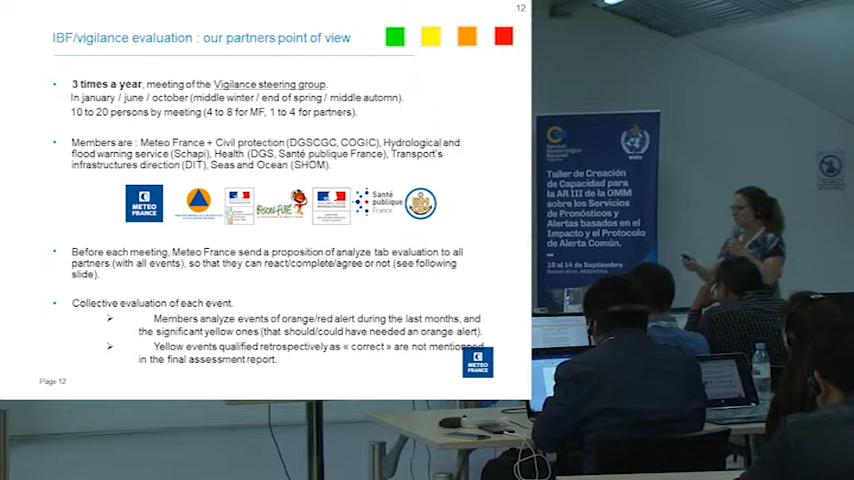 12
IBF/vigilance evaluation : our partners point of view
• 3 times a year, meeting of the Vigilance steering group.
In january / june / october (middle winter / end of spring / middle automn).
10 to 20 persons by meeting (4 to 8 for MF, 1 to 4 for partners).
• Members are : Meteo France + Civil protection (DGSCGC, COGIC), Hydrological and
flood warning service (Schapi), Health (DGS, Santé publique France), Transport's
infrastructures direction (DIT), Seas and Ocean (SHOM).
METEO
FRANCE
BISON-FUTÉ
Santé
publique
France
• Before each meeting, Meteo France send a proposition of analyze tab evaluation to all
partners (with all events), so that they can react/complete/agree or not (see following
slide).
• Collective evaluation of each event.
Members analyze events of orange/red alert during the last months, and
the significant yellow ones (that should/could have needed an orange alert).
Yellow events qualified retrospectively as « correct » are not mentionned
in the final assessment report.
METEO
FRANCE
Page 12
Servicio
Meteorológico
Nacional
Taller de Creación
de Capacidad para
la AR III de la OMM
sobre los Servicios
de Pronósticos y
Alertas basados en el
Impacto y el Protocolo
de Alerta Común.
10 al 14 de Septiembre
Buenos Aires, ARGENTINA
12